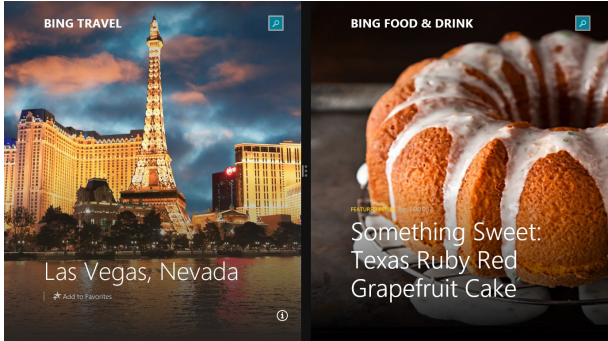 BING TRAVEL
Las Vegas, Nevada
Add to Favorites
BING FOOD & DRINK
Something Sweet:
Texas Ruby Red
Grapefruit Cake